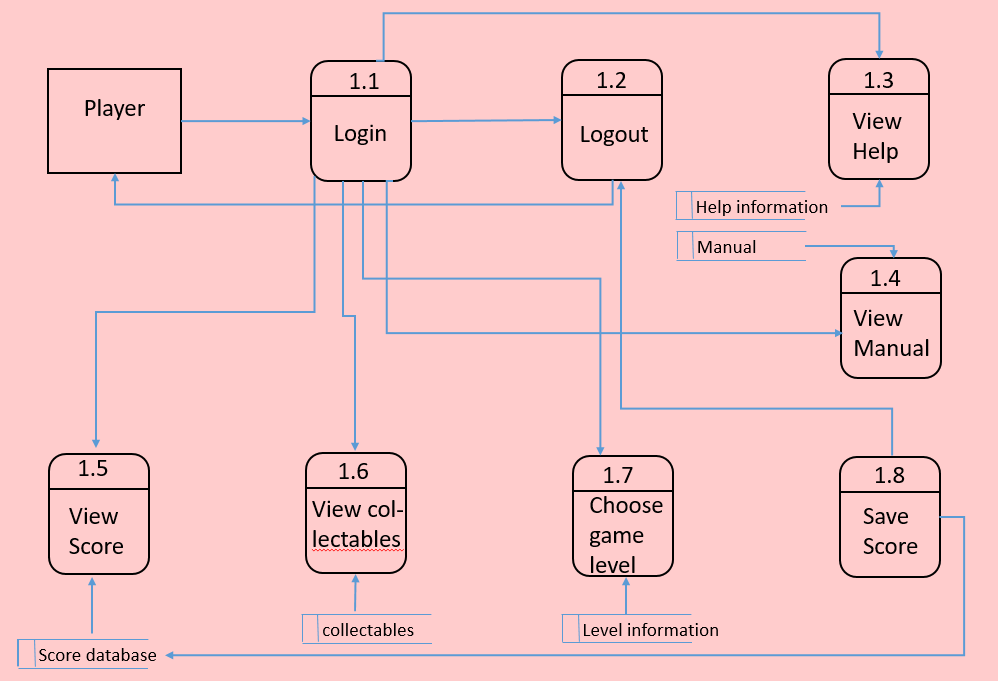 Player
1.1
Login
1.2
Logout
1.3
View
Help
Help information
Manual
1.4
View
Manual
1.5
View
Score
1.6
View col-
lectables
1.7
Choose
game
level
1.8
Save
Score
collectables
Level information
Score database